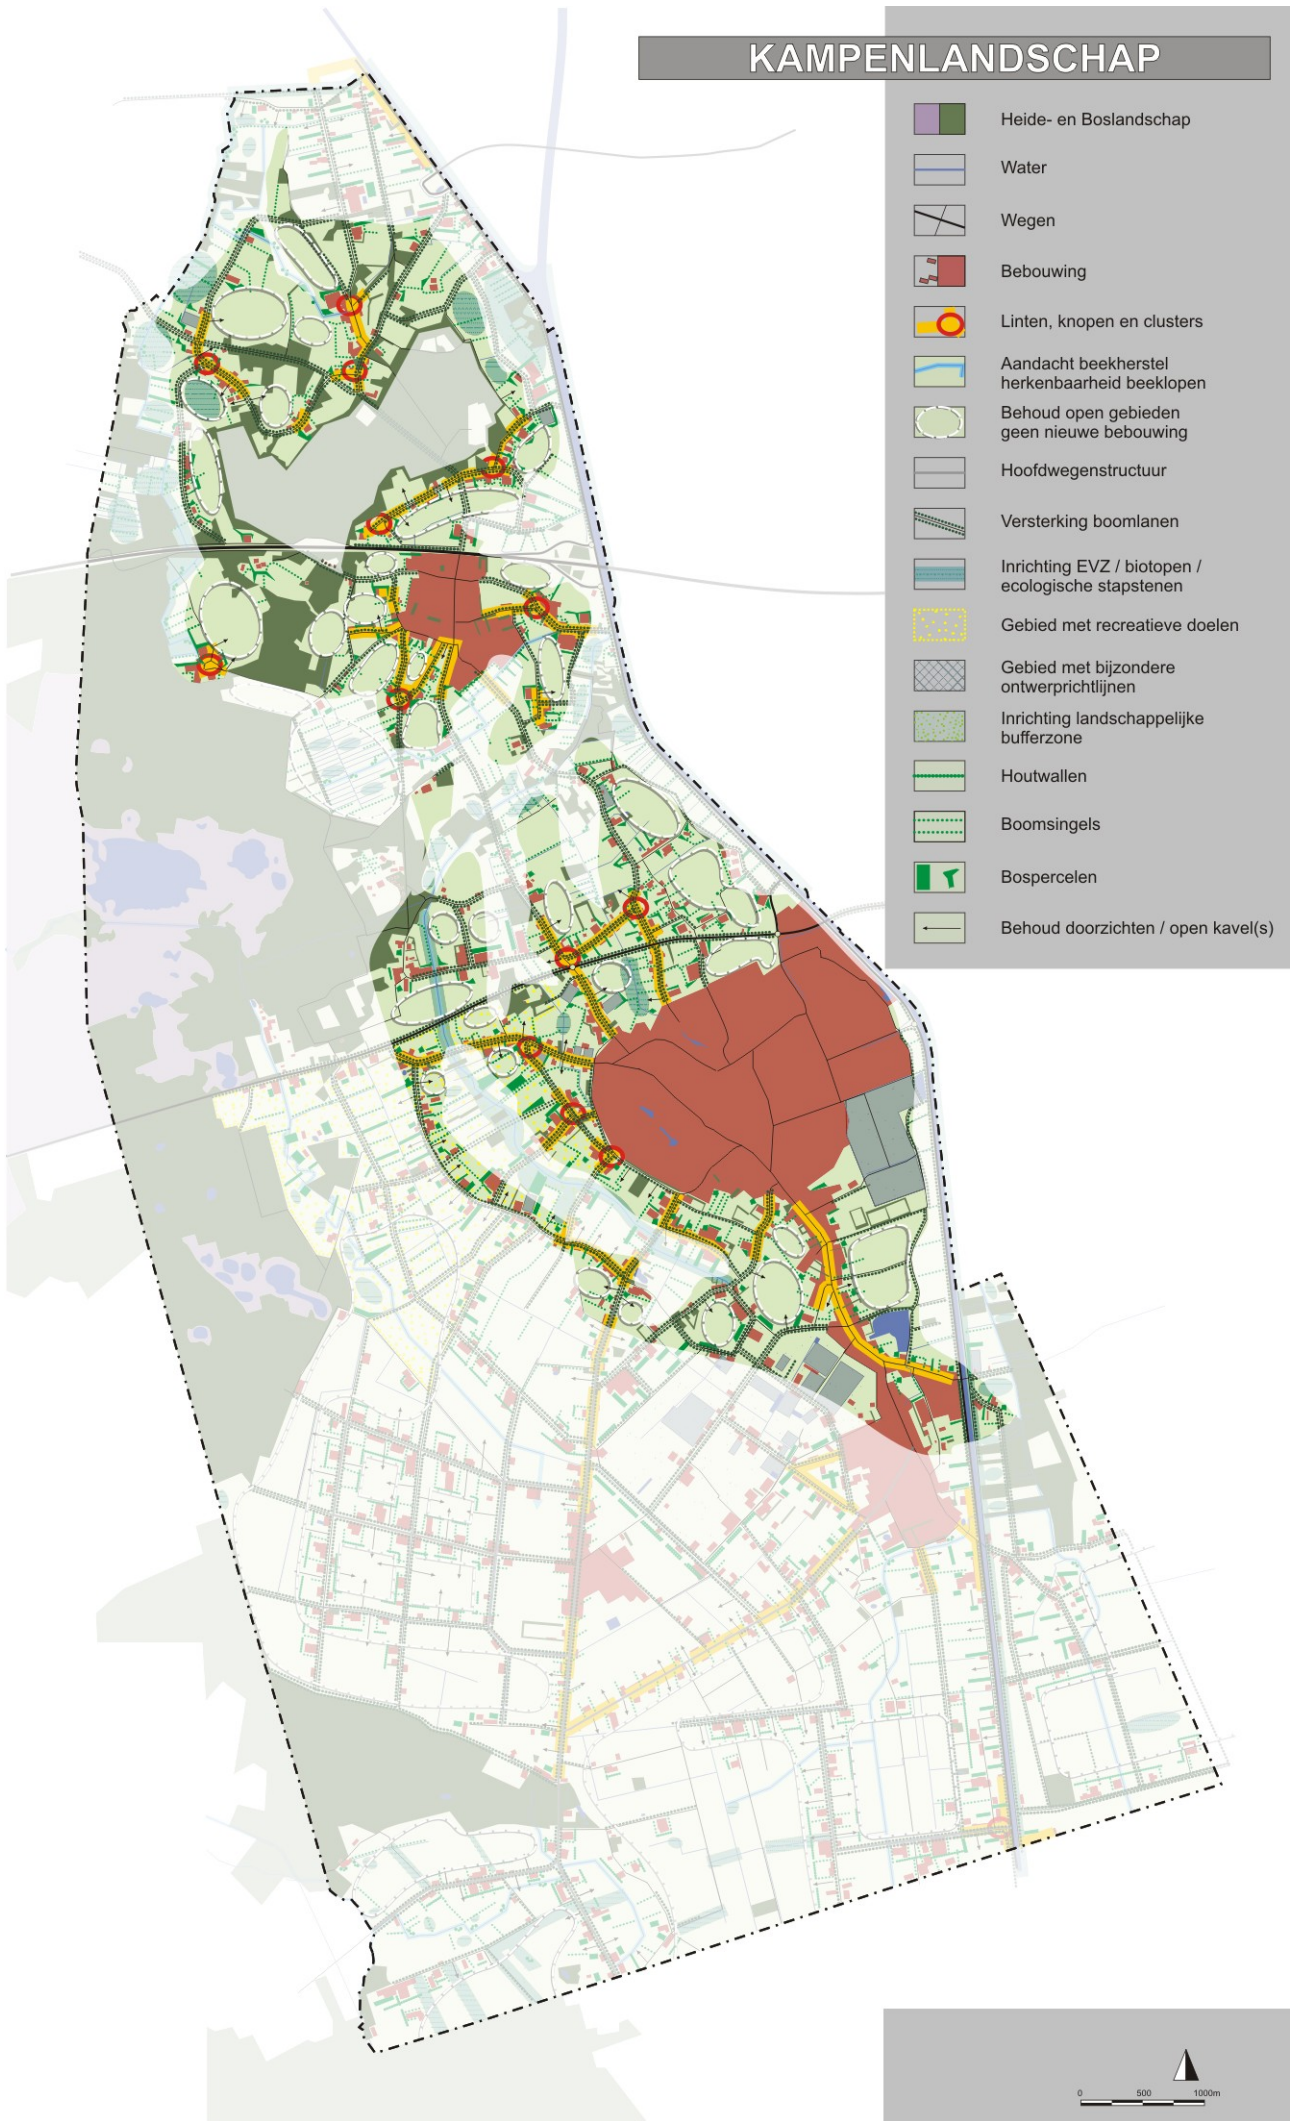 KAMPENLANDSCHAP
Heide- en Boslandschap
Water
Wegen
Bebouwing
Linten, knopen en clusters
Aandacht beekherstel
herkenbaarheid beeklopen
Behoud open gebieden
geen nieuwe bebouwing
Hoofdwegenstructuur
Versterking boomlanen
Inrichting EVZ / biotopen /
ecologische stapstenen
Gebied met recreatieve doelen
Gebied met bijzondere
ontwerprichtlijnen
Inrichting landschappelijke
bufferzone
Houtwallen
Boomsingels
Bospercelen
Behoud doorzichten / open kavel(s)
0 500 1000m